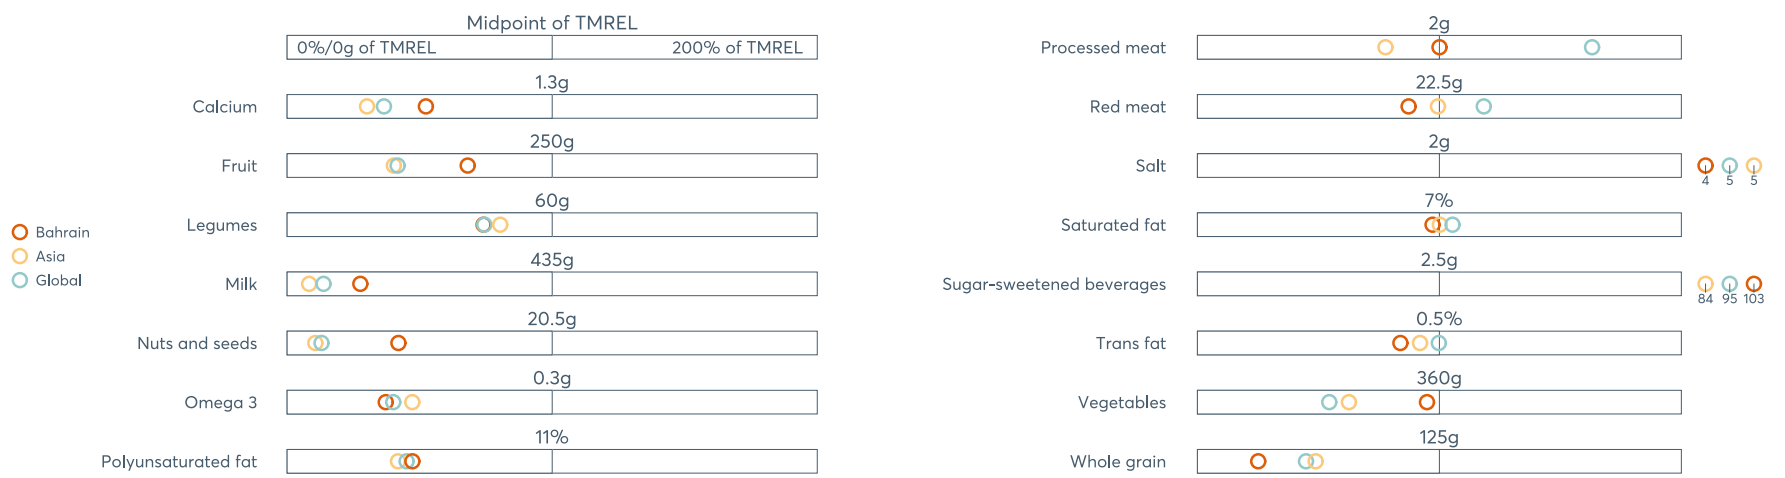 Midpoint of TMREL
0%/0g of TMREL 200% of TMREL
1.3g
Calcium
250g
Fruit
60g
Legumes
435g
Milk
20.5g
Nuts and seeds
0.3g
Omega 3
11%
Polyunsaturated fat
Bahrain
Asia
Global
2g
Processed meat
22.5g
Red meat
2g
Salt
4 5 5
7%
Saturated fat
2.5g
Sugar-sweetened beverages
84 95 103
0.5%
Trans fat
360g
Vegetables
125g
Whole grain